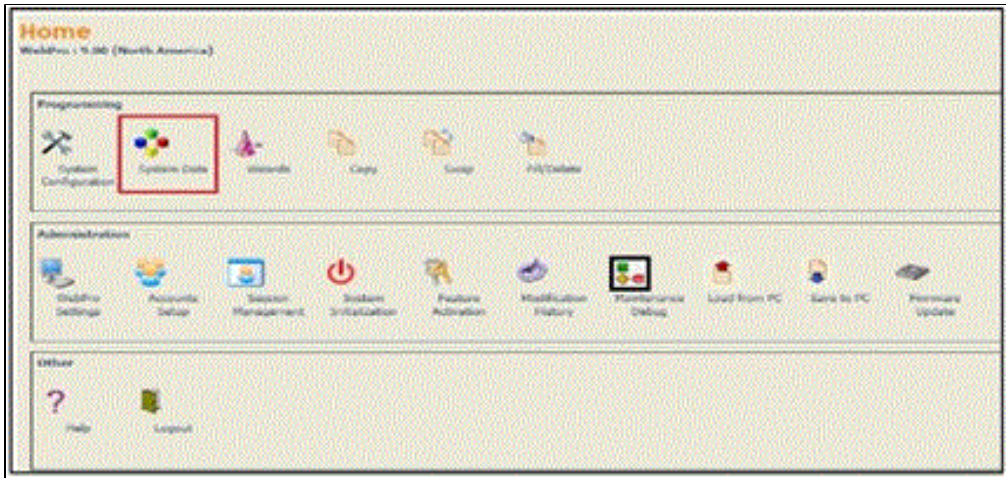 Home
WebPro : 9.00 (North America)
Programming
System Configuration
System Data
Wizards
Copy
Swap
Fill/Delete
Administration
WebPro Settings
Accounts Setup
Session Management
System Initialization
Feature Activation
Modification History
Maintenance Debug
Load from PC
Save to PC
Firmware Update
Other
Help
Logout